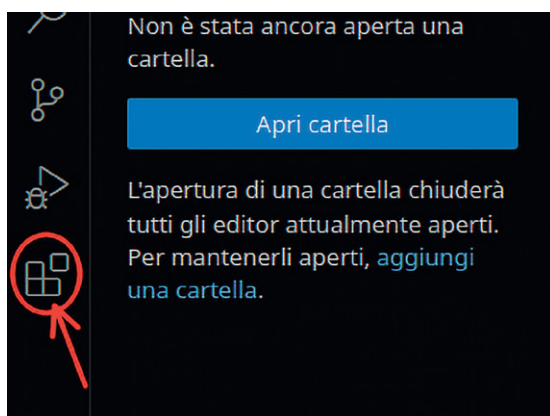 Non è stata ancora aperta una
cartella.
Apri cartella
L'apertura di una cartella chiuderà
tutti gli editor attualmente aperti.
Per mantenerli aperti, aggiungi
una cartella.